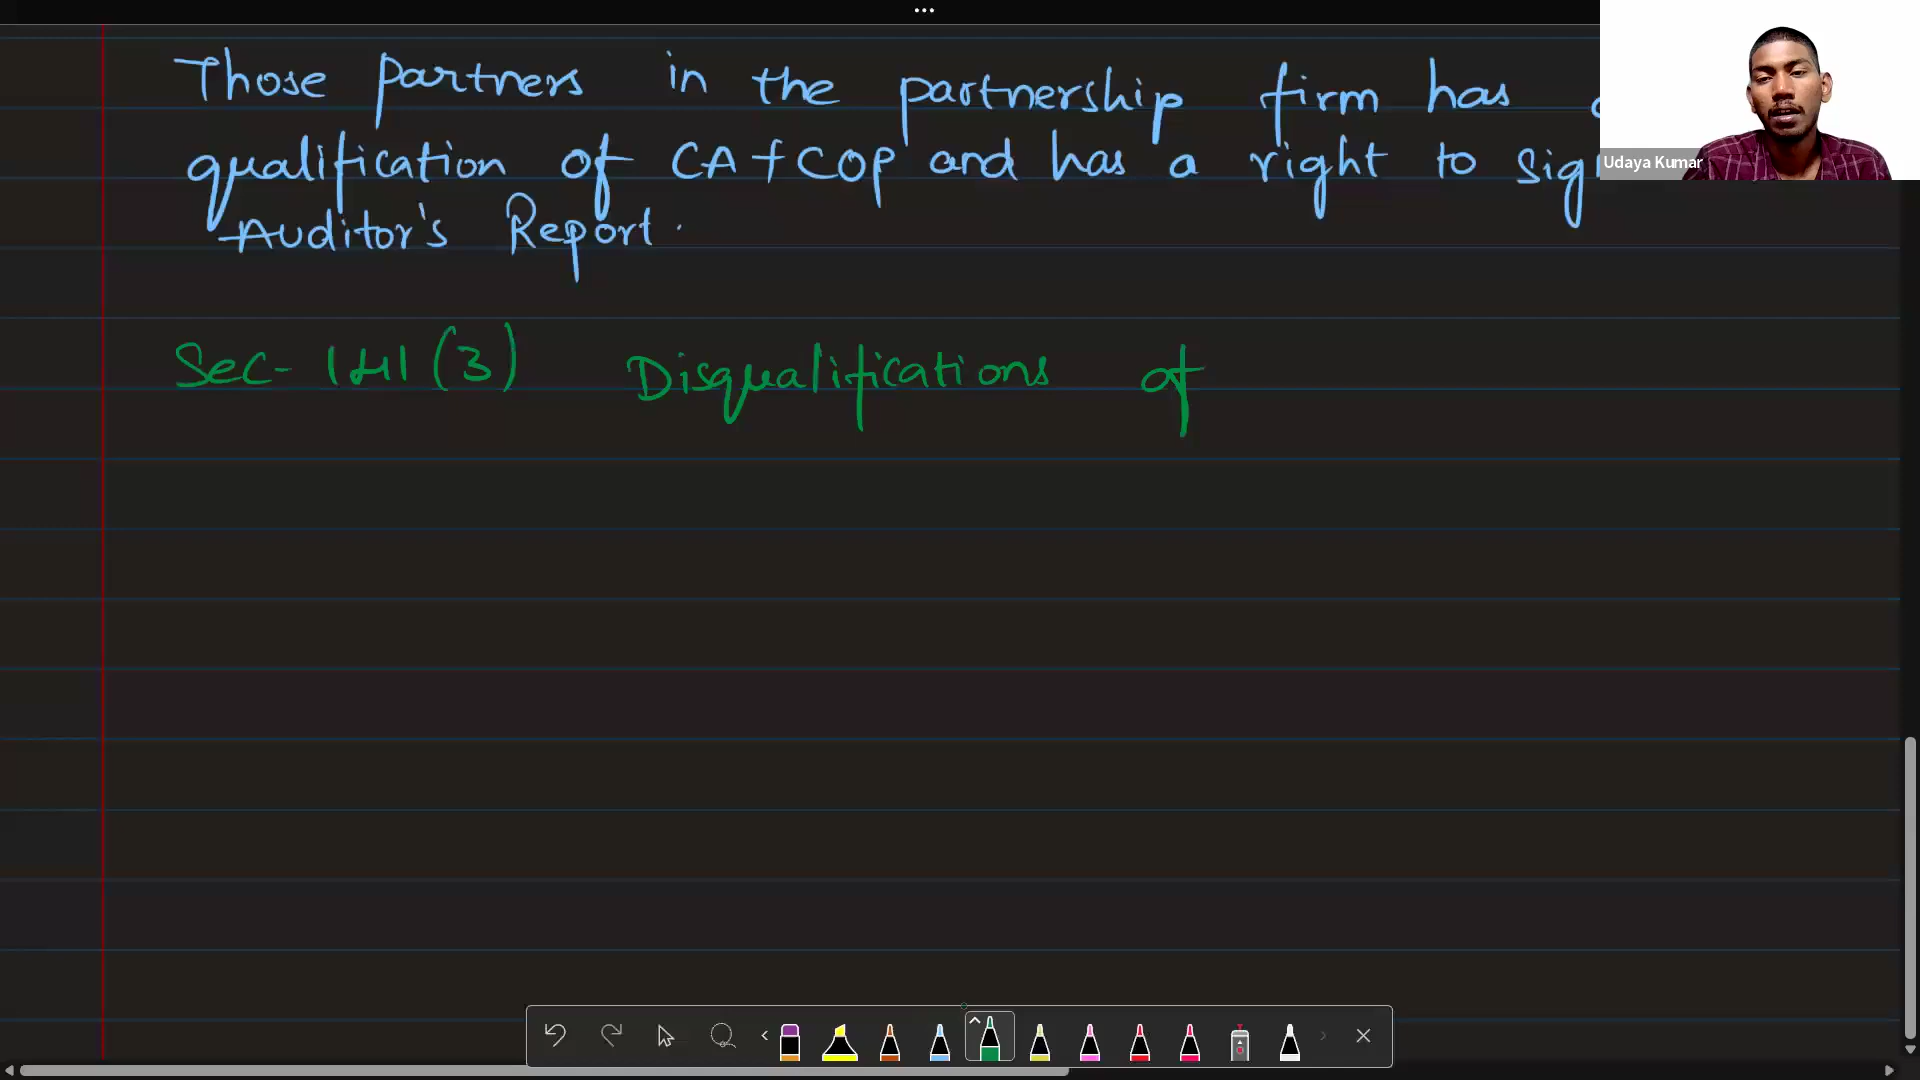 Those partners in the partnership firm has
Udaya Kumar
qualification of CA + COP and has a right to sig
Auditor's Report.
Sec- 141 (3) Disqualifications of